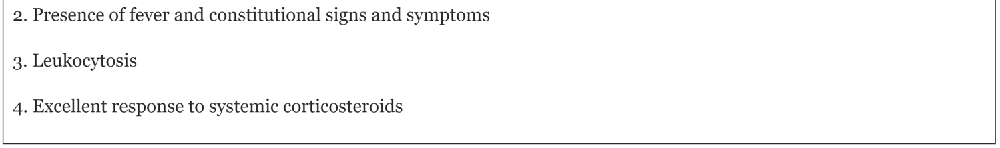 2. Presence of fever and constitutional signs and symptoms
3. Leukocytosis
4. Excellent response to systemic corticosteroids